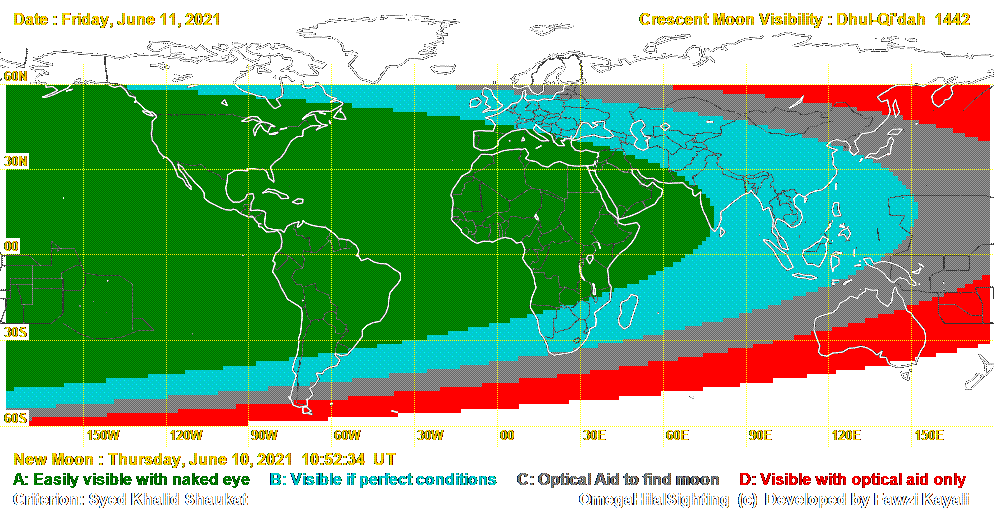 Date : Friday, June 11, 2021 Crescent Moon Visibility : Dhul-Qi'dah 1442
60N
30N
00
30S
60S
150W 120W 90W 60W 30W 00 30E 60E 90E 120E 150E
New Moon : Thursday, June 10, 2021 10:52:34 UT
A: Easily visible with naked eye B: Visible if perfect conditions C: Optical Aid to find moon D: Visible with optical aid only
Criterion: Syed Khalid Shaukat OmegaHilalSighting (c) Developed by Fawzi Kayali